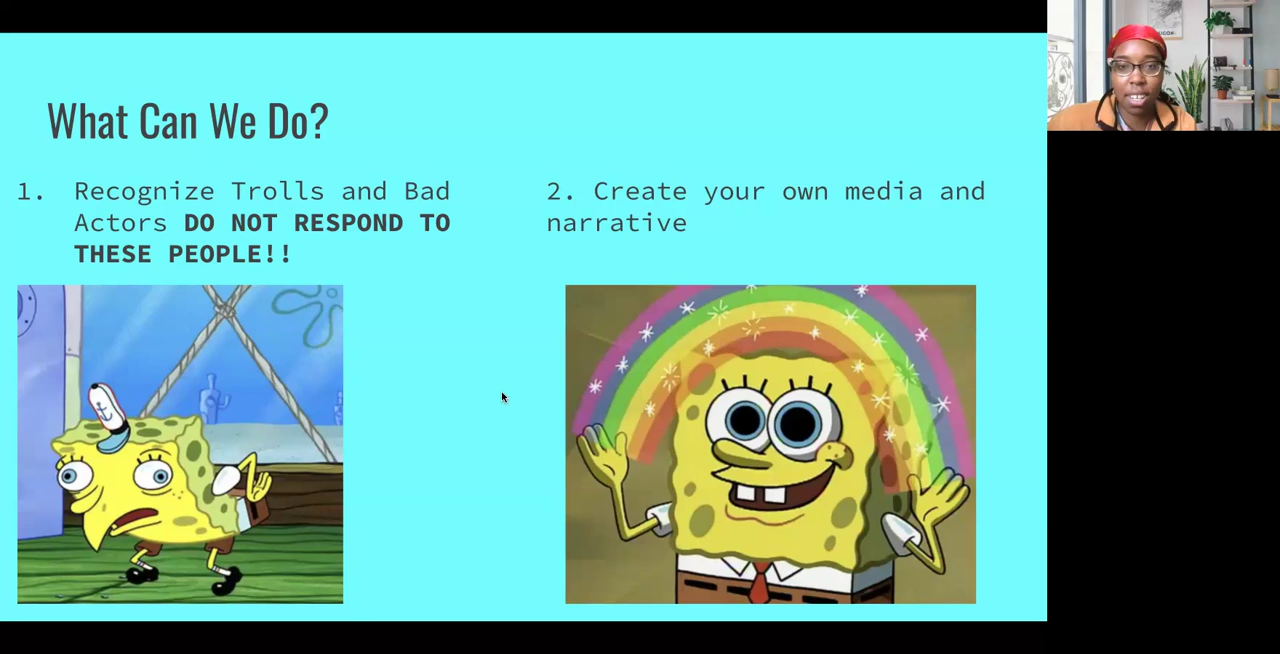 What Can We Do?
1. Recognize Trolls and Bad
Actors DO NOT RESPOND TO
THESE PEOPLE!!
2. Create your own media and
narrative